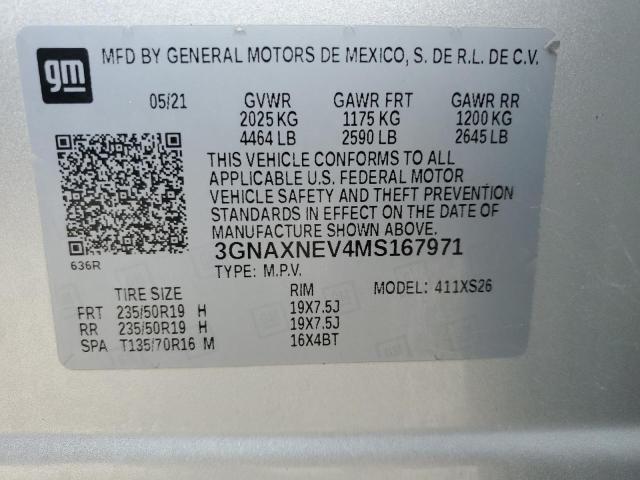 gm
MFD BY GENERAL MOTORS DE MEXICO, S. DE R.L. DE C.V.
05/21 GVWR GAWR FRT GAWR RR
2025 KG 1175 KG 1200 KG
4464 LB 2590 LB 2645 LB
THIS VEHICLE CONFORMS TO ALL
APPLICABLE U.S. FEDERAL MOTOR
VEHICLE SAFETY AND THEFT PREVENTION
STANDARDS IN EFFECT ON THE DATE OF
MANUFACTURE SHOWN ABOVE.
3GNAXNEV4MS167971
636R
TYPE: M.P.V.
TIRE SIZE RIM MODEL: 411XS26
FRT 235/50R19 H 19X7.5J
RR 235/50R19 H 19X7.5J
SPA T135/70R16 M 16X4BT